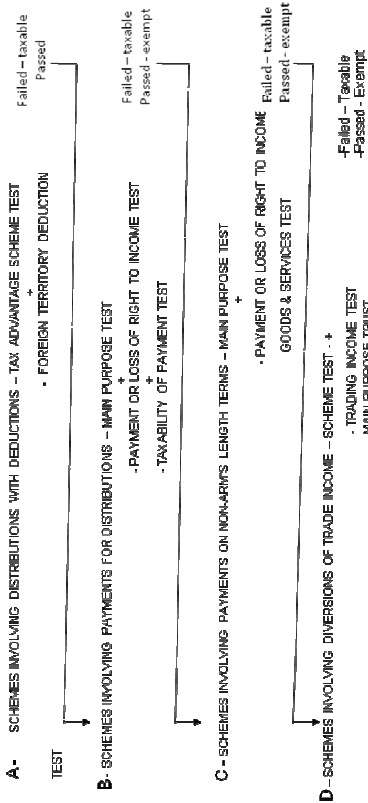 A- SCHEMES INVOLVING DISTRIBUTIONS WITH DEDUCTIONS – TAX ADVANTAGE SCHEME TEST
+
- FOREIGN TERRITORY DEDUCTION
TEST
Failed – taxable
Passed
B- SCHEMES INVOLVING PAYMENTS FOR DISTRIBUTIONS – MAIN PURPOSE TEST
+
- PAYMENT OR LOSS OF RIGHT TO INCOME TEST
+
- TAXABILITY OF PAYMENT TEST
Failed – taxable
Passed - exempt
C - SCHEMES INVOLVING PAYMENTS ON NON-ARM'S LENGTH TERMS – MAIN PURPOSE TEST
+
- PAYMENT OR LOSS OF RIGHT TO INCOME
GOODS & SERVICES TEST
Failed – taxable
Passed - exempt
D – SCHEMES INVOLVING DIVERSIONS OF TRADE INCOME – SCHEME TEST - +
- TRADING INCOME TEST
MAIN PURPOSE
-Failed – Taxable
-Passed - Exempt